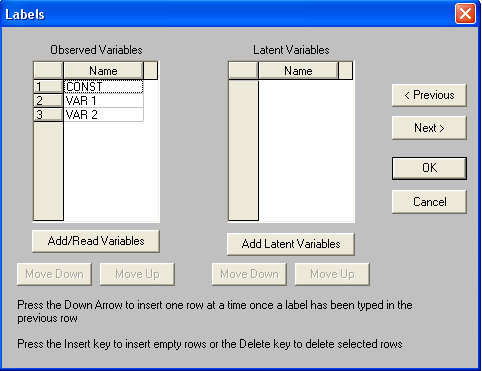 Labels
Observed Variables
Latent Variables
Name
1 CONST
2 VAR 1
3 VAR 2
Name
< Previous
Next >
OK
Cancel
Add/Read Variables
Add Latent Variables
Move Down
Move Up
Move Down
Move Up
Press the Down Arrow to insert one row at a time once a label has been typed in the
previous row
Press the Insert key to insert empty rows or the Delete key to delete selected rows